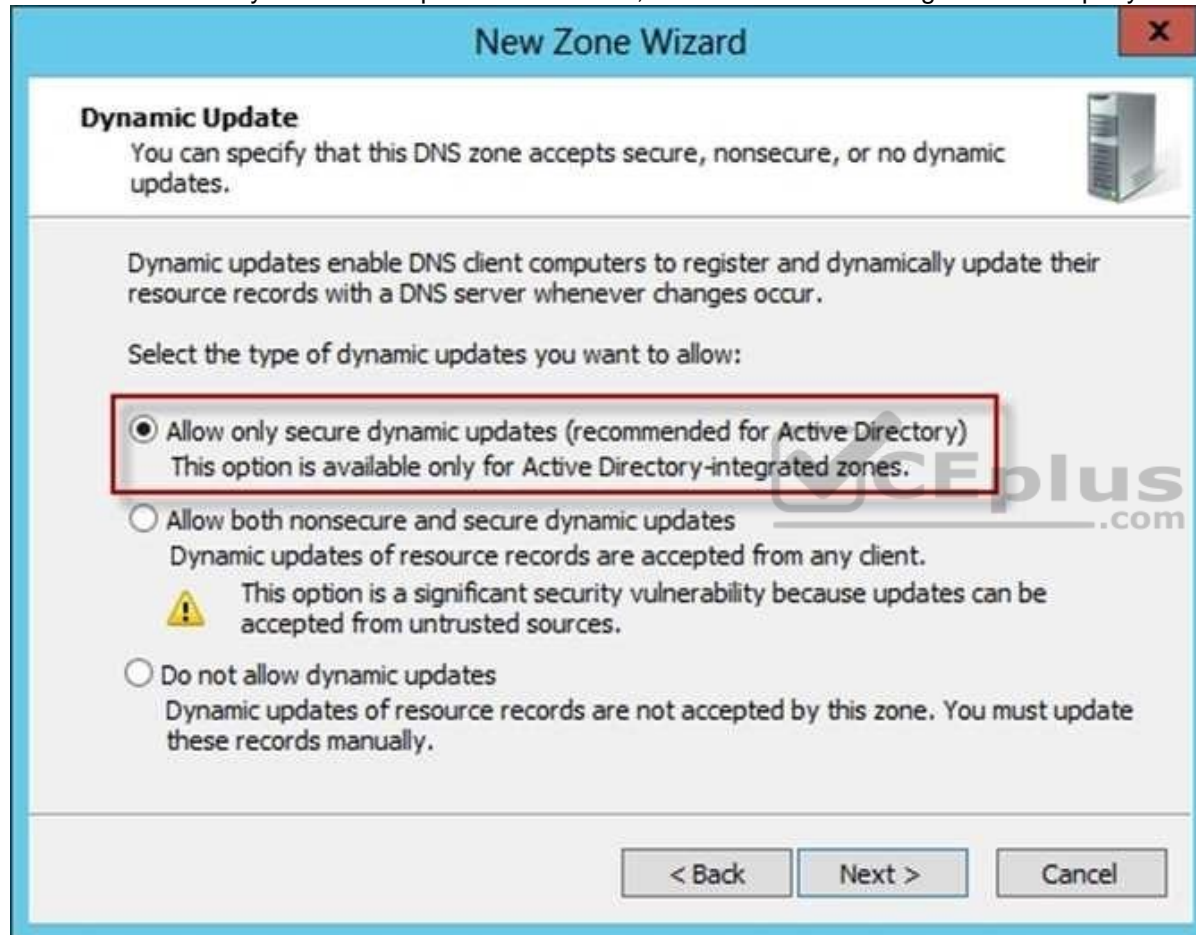 New Zone Wizard
x
Dynamic Update
You can specify that this DNS zone accepts secure, nonsecure, or no dynamic
updates.
Dynamic updates enable DNS client computers to register and dynamically update their
resource records with a DNS server whenever changes occur.
Select the type of dynamic updates you want to allow:
Allow only secure dynamic updates (recommended for Active Directory)
This option is available only for Active Directory-integrated zones.
CEplus
.com
Allow both nonsecure and secure dynamic updates
Dynamic updates of resource records are accepted from any client.
This option is a significant security vulnerability because updates can be
accepted from untrusted sources.
Do not allow dynamic updates
Dynamic updates of resource records are not accepted by this zone. You must update
these records manually.
< Back Next > Cancel